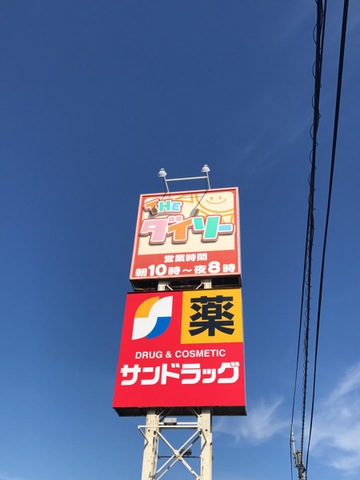 THE
ダイソー
営業時間
朝10時～夜8時
薬
DRUG & COSMETIC
サンドラッグ